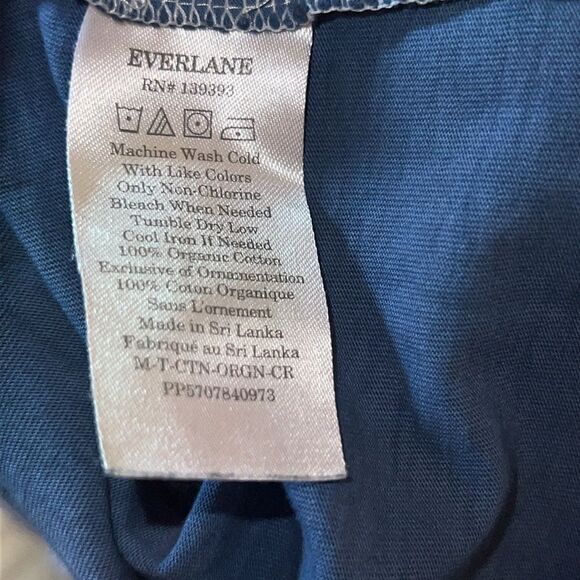 EVERLANE
RN# 139393
Machine Wash Cold
With Like Colors
Only Non-Chlorine
Bleach When Needed
Tumble Dry Low
Cool Iron If Needed
100% Organic Cotton
Exclusive of Ornamentation
100% Coton Organique
Sans L'ornement
Made in Sri Lanka
Fabriqué au Sri Lanka
M-T-CTN-ORGN-CR
PP5707840973